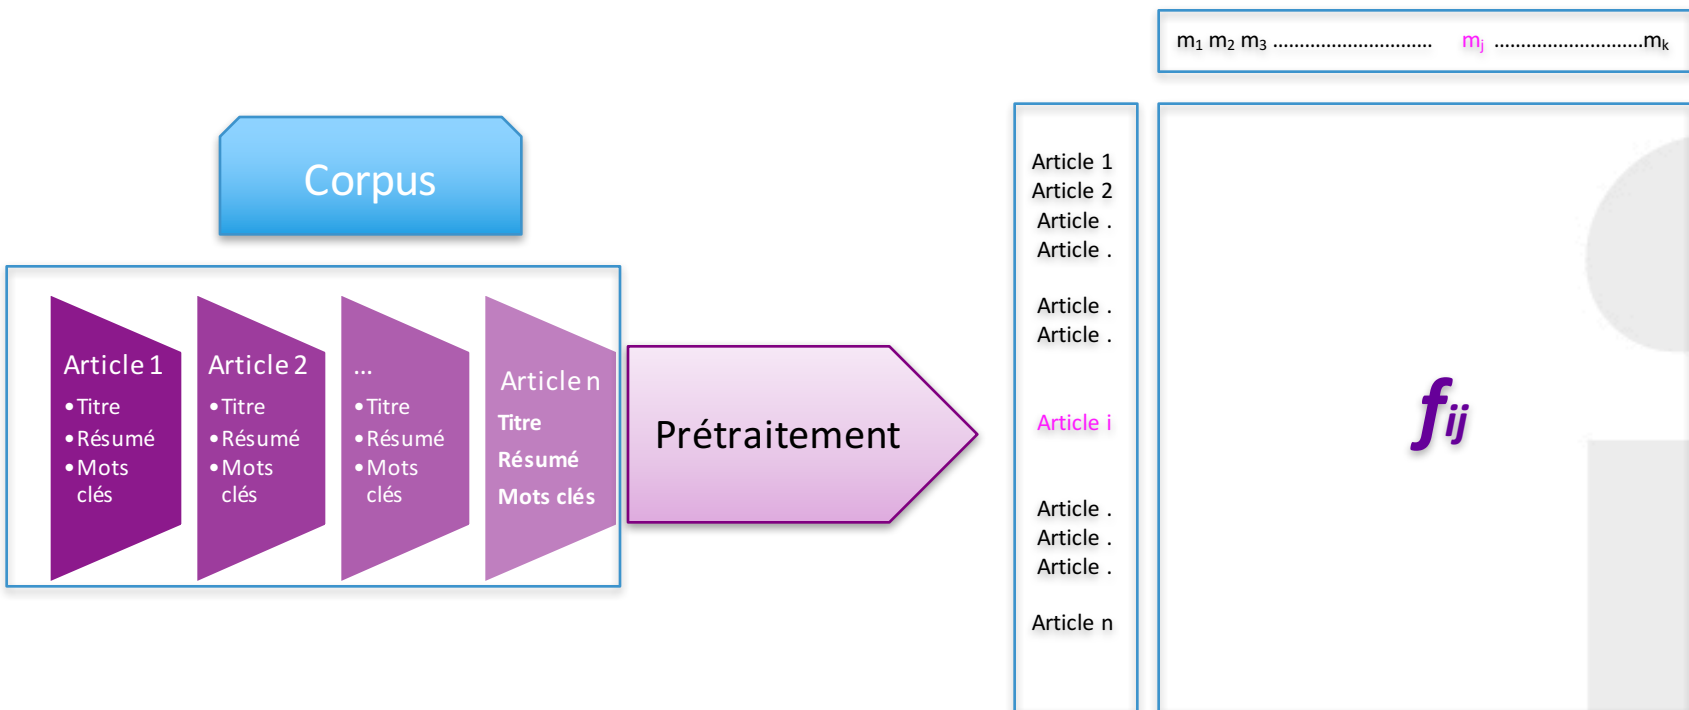 m1 m2 m3 .............................. mj ............................mk
Corpus
Article 1
•Titre
•Résumé
•Mots
clés
Article 2
•Titre
•Résumé
•Mots
clés
...
•Titre
•Résumé
•Mots
clés
Article n
Titre
Résumé
Mots clés
Prétraitement
Article 1
Article 2
Article .
Article .
Article .
Article .
Article i
Article .
Article .
Article .
Article n
fij